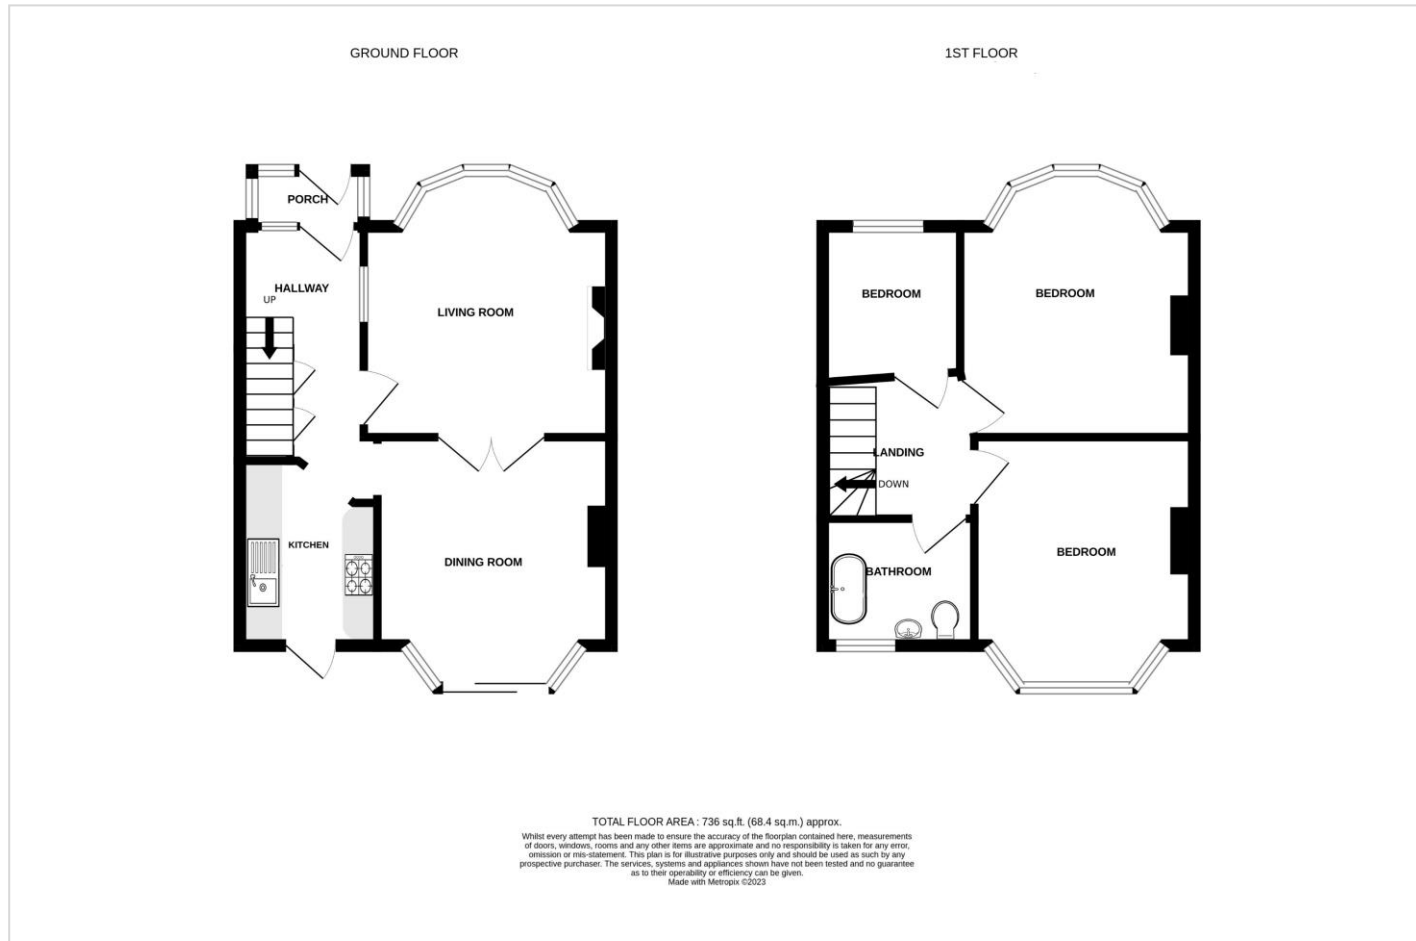 GROUND FLOOR
1ST FLOOR
PORCH
HALLWAY
UP
LIVING ROOM
KITCHEN
DINING ROOM
BEDROOM
BEDROOM
LANDING
DOWN
BATHROOM
BEDROOM
TOTAL FLOOR AREA : 736 sq.ft. (68.4 sq.m.) approx.
Whilst every attempt has been made to ensure the accuracy of the floorplan contained here, measurements
of doors, windows, rooms and any other items are approximate and no responsibility is taken for any error,
omission or mis-statement. This plan is for illustrative purposes only and should be used as such by any
prospective purchaser. The services, systems and appliances shown have not been tested and no guarantee
as to their operability or efficiency can be given.
Made with Metropix ©2023